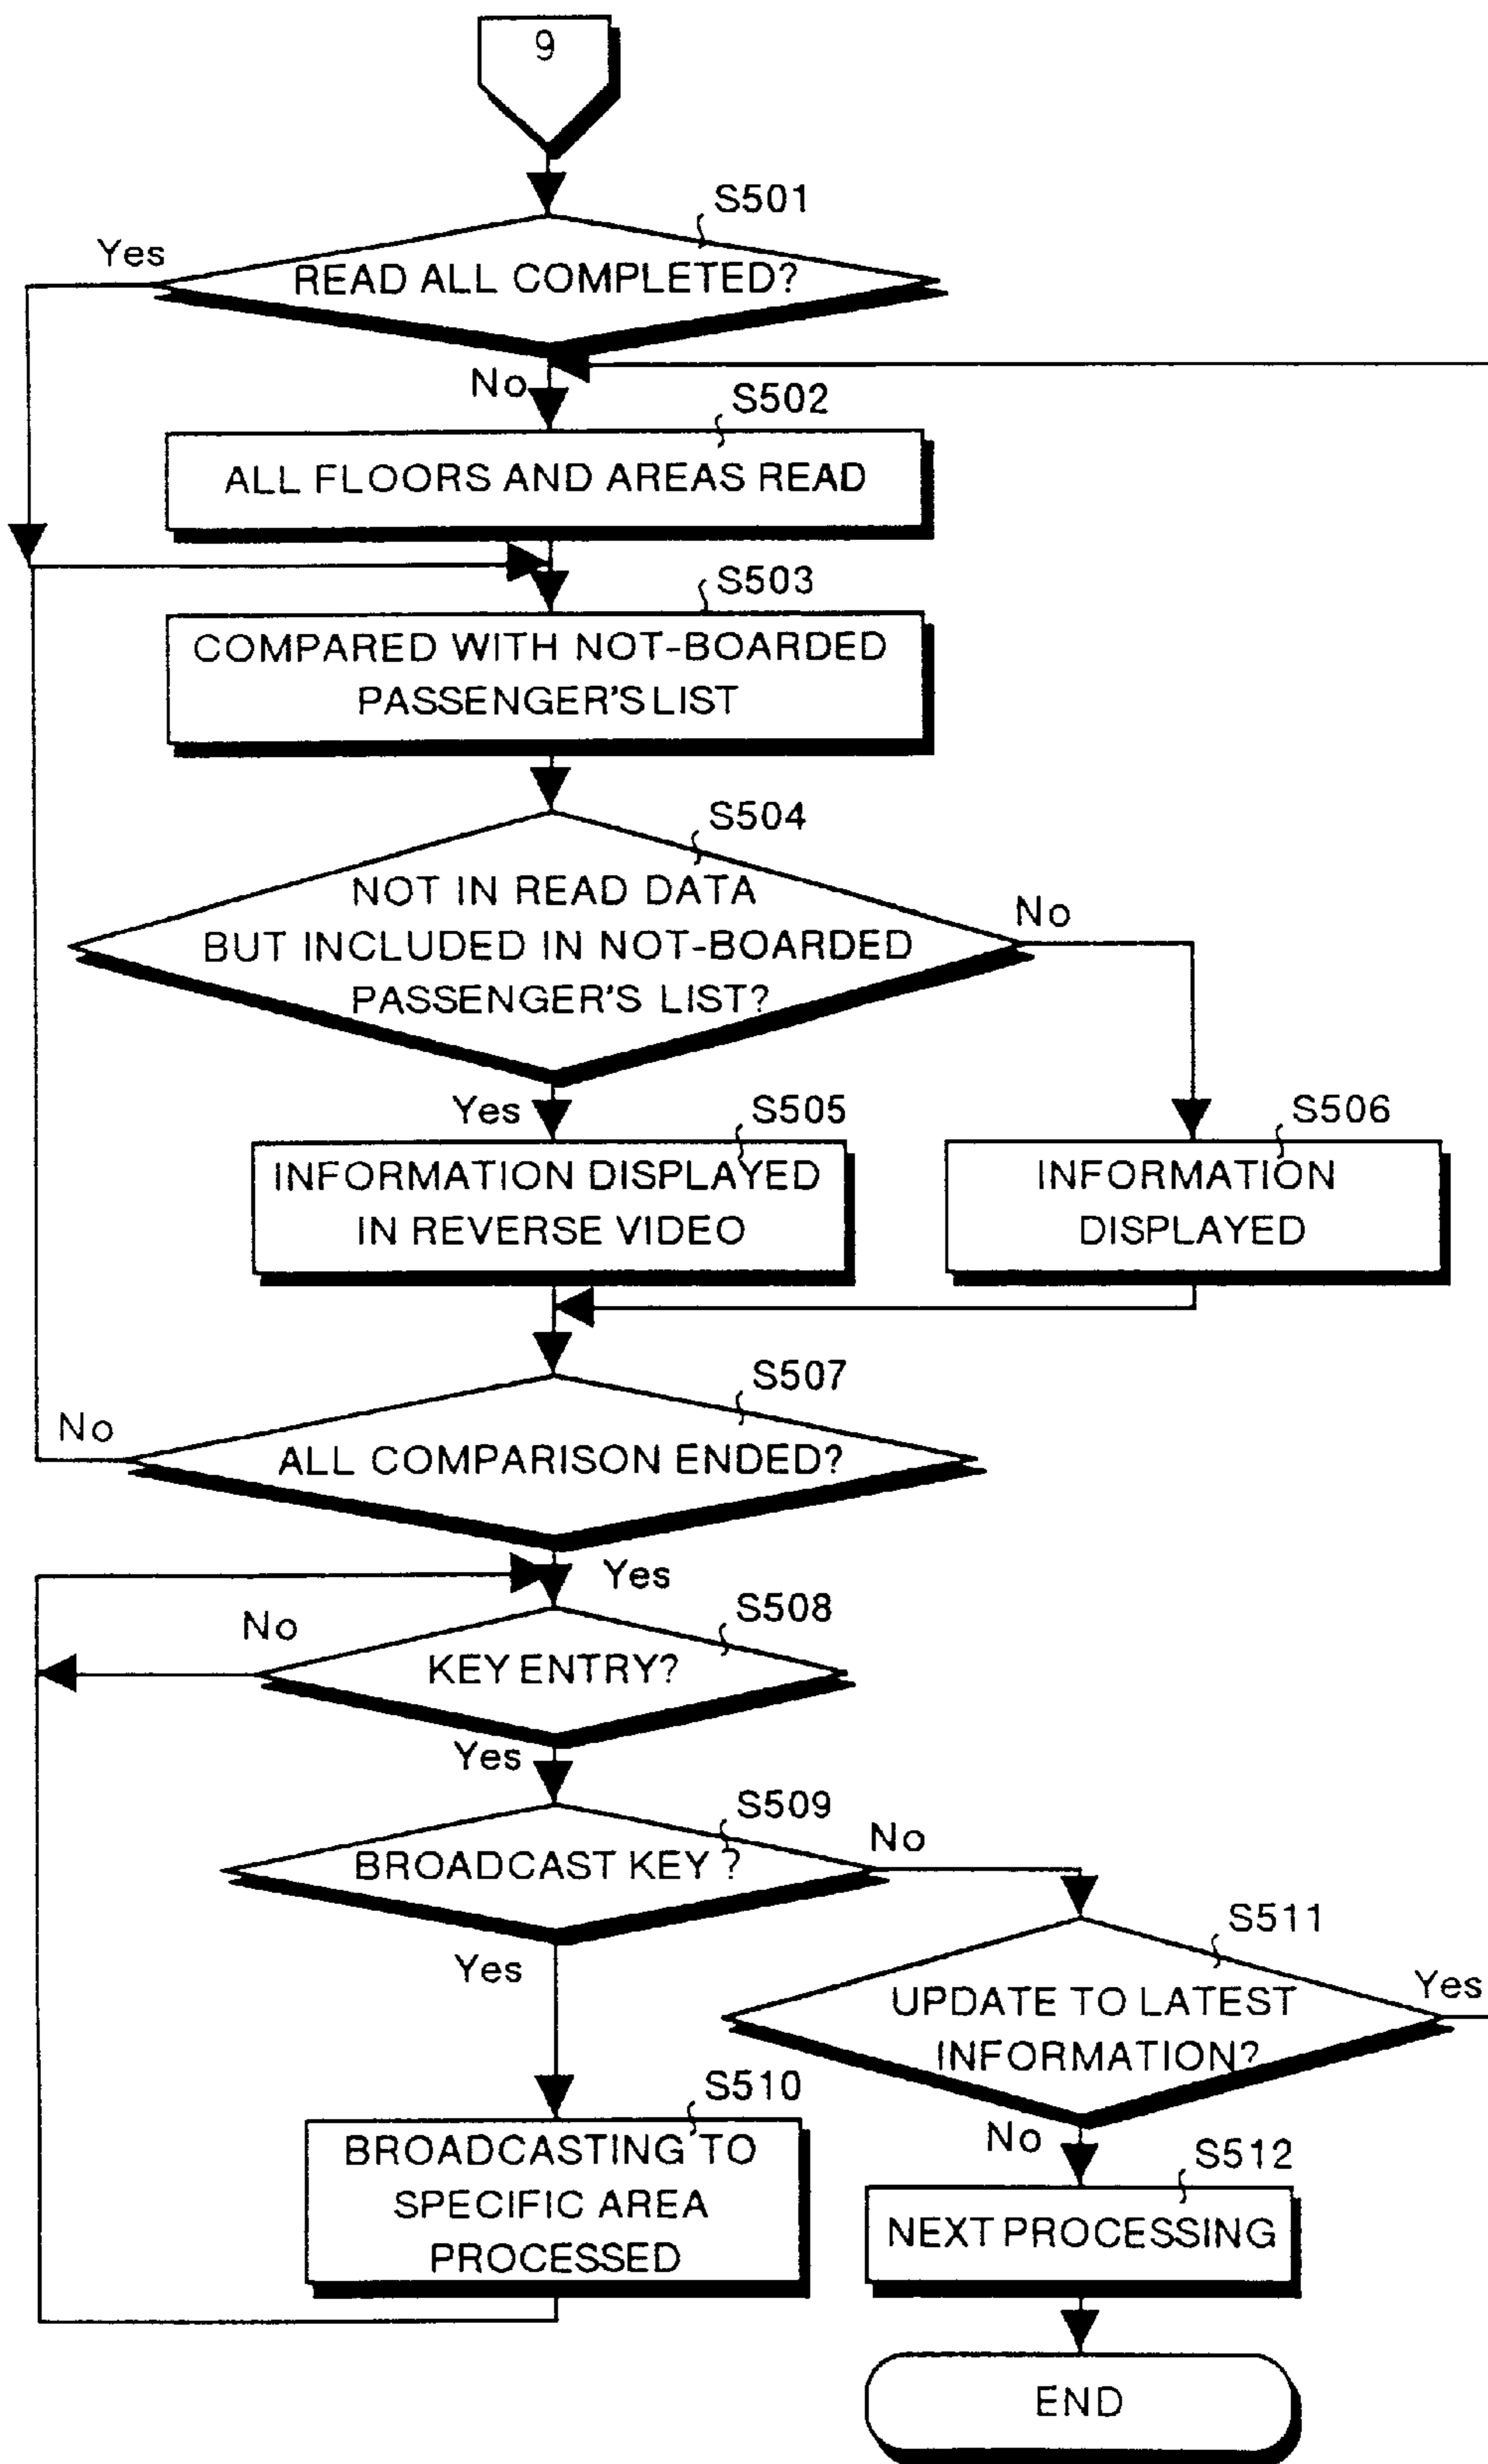 9
S501
Yes
READ ALL COMPLETED?
No
S502
ALL FLOORS AND AREAS READ
S503
COMPARED WITH NOT-BOARDED
PASSENGER'S LIST
S504
NOT IN READ DATA
BUT INCLUDED IN NOT-BOARDED
PASSENGER'S LIST?
No
Yes
S505
INFORMATION DISPLAYED
IN REVERSE VIDEO
S506
INFORMATION
DISPLAYED
S507
No
ALL COMPARISON ENDED?
Yes
S508
No
KEY ENTRY?
Yes
S509
No
BROADCAST KEY ?
Yes
S511
UPDATE TO LATEST
INFORMATION?
Yes
S510
BROADCASTING TO
SPECIFIC AREA
PROCESSED
No
S512
NEXT PROCESSING
END